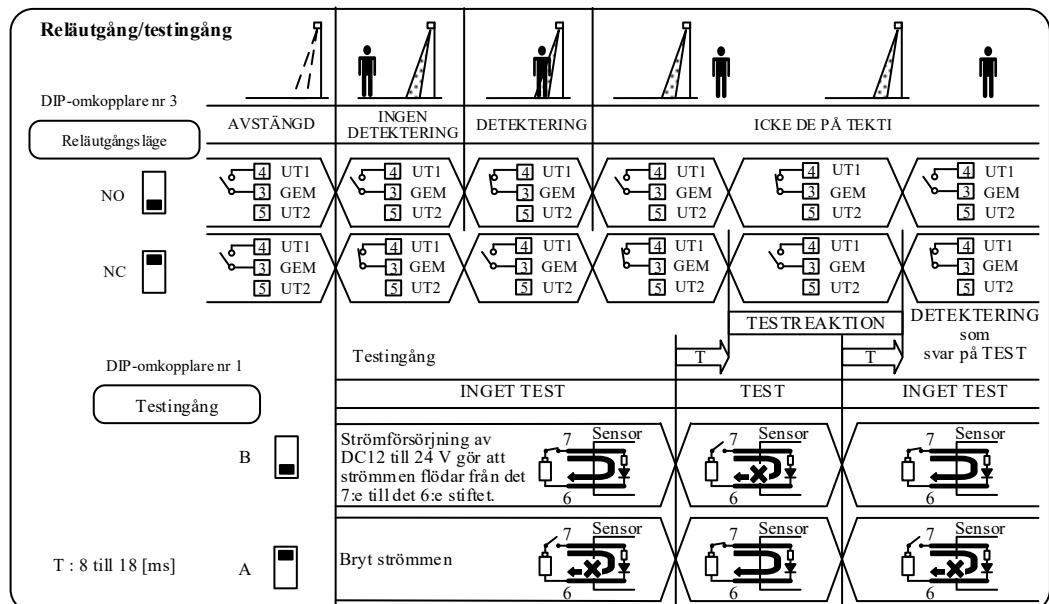 Reläutgång/testingång
DIP-omkopplare nr 3
Reläutgångsläge
AVSTÄNGD
INGEN
DETEKTERING
DETEKTERING
ICKE DE PÅ TEKTI
NO
4 UT1
3 GEM
5 UT2
4 UT1
3 GEM
5 UT2
4 UT1
3 GEM
5 UT2
4 UT1
3 GEM
5 UT2
4 UT1
3 GEM
5 UT2
4 UT1
3 GEM
5 UT2
NC
4 UT1
3 GEM
5 UT2
4 UT1
3 GEM
5 UT2
4 UT1
3 GEM
5 UT2
4 UT1
3 GEM
5 UT2
4 UT1
3 GEM
5 UT2
4 UT1
3 GEM
5 UT2
TESTREAKTION
DETEKTERING
som
svar på TEST
Testingång
T
T
DIP-omkopplare nr 1
Testingång
INGET TEST
TEST
INGET TEST
B
Strömförsörjning av
DC12 till 24 V gör att
strömmen flödar från det
7:e till det 6:e stiftet.
7 Sensor
6
7 Sensor
6
7 Sensor
6
T : 8 till 18 [ms]
A
Bryt strömmen
7 Sensor
6
7 Sensor
6
7 Sensor
6